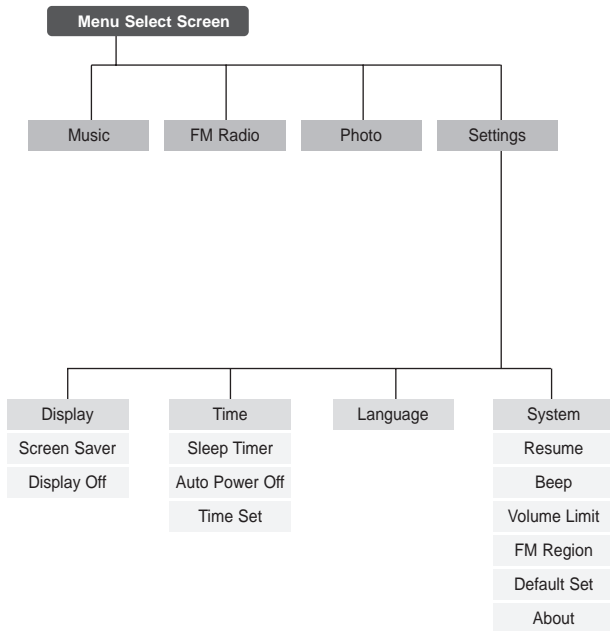 Menu Select Screen
Music
FM Radio
Photo
Settings
Display
Screen Saver
Display Off
Time
Sleep Timer
Auto Power Off
Time Set
Language
System
Resume
Beep
Volume Limit
FM Region
Default Set
About